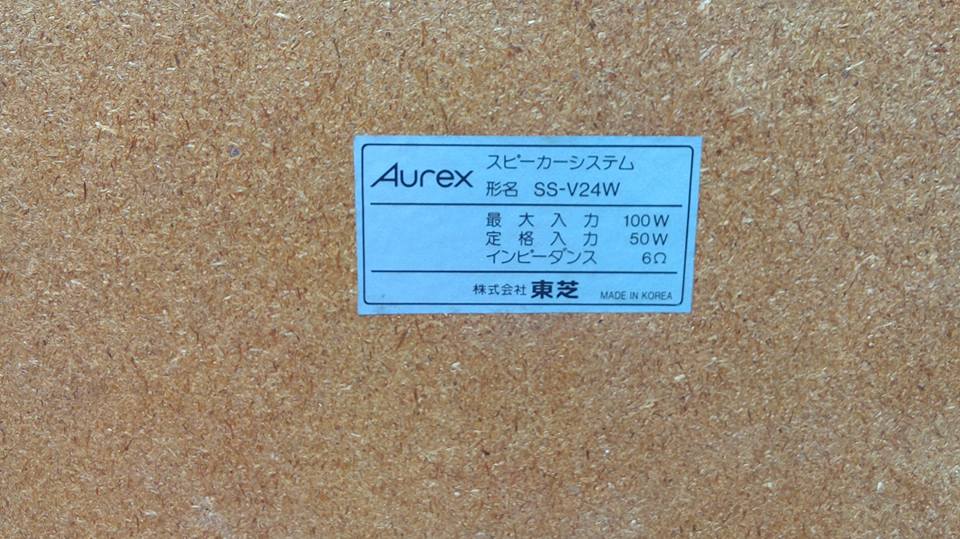 Aurex スピーカーシステム
形名 SS-V24W
最大入力 100W
定格入力 50W
インピーダンス 6Ω
株式会社 東芝 MADE IN KOREA